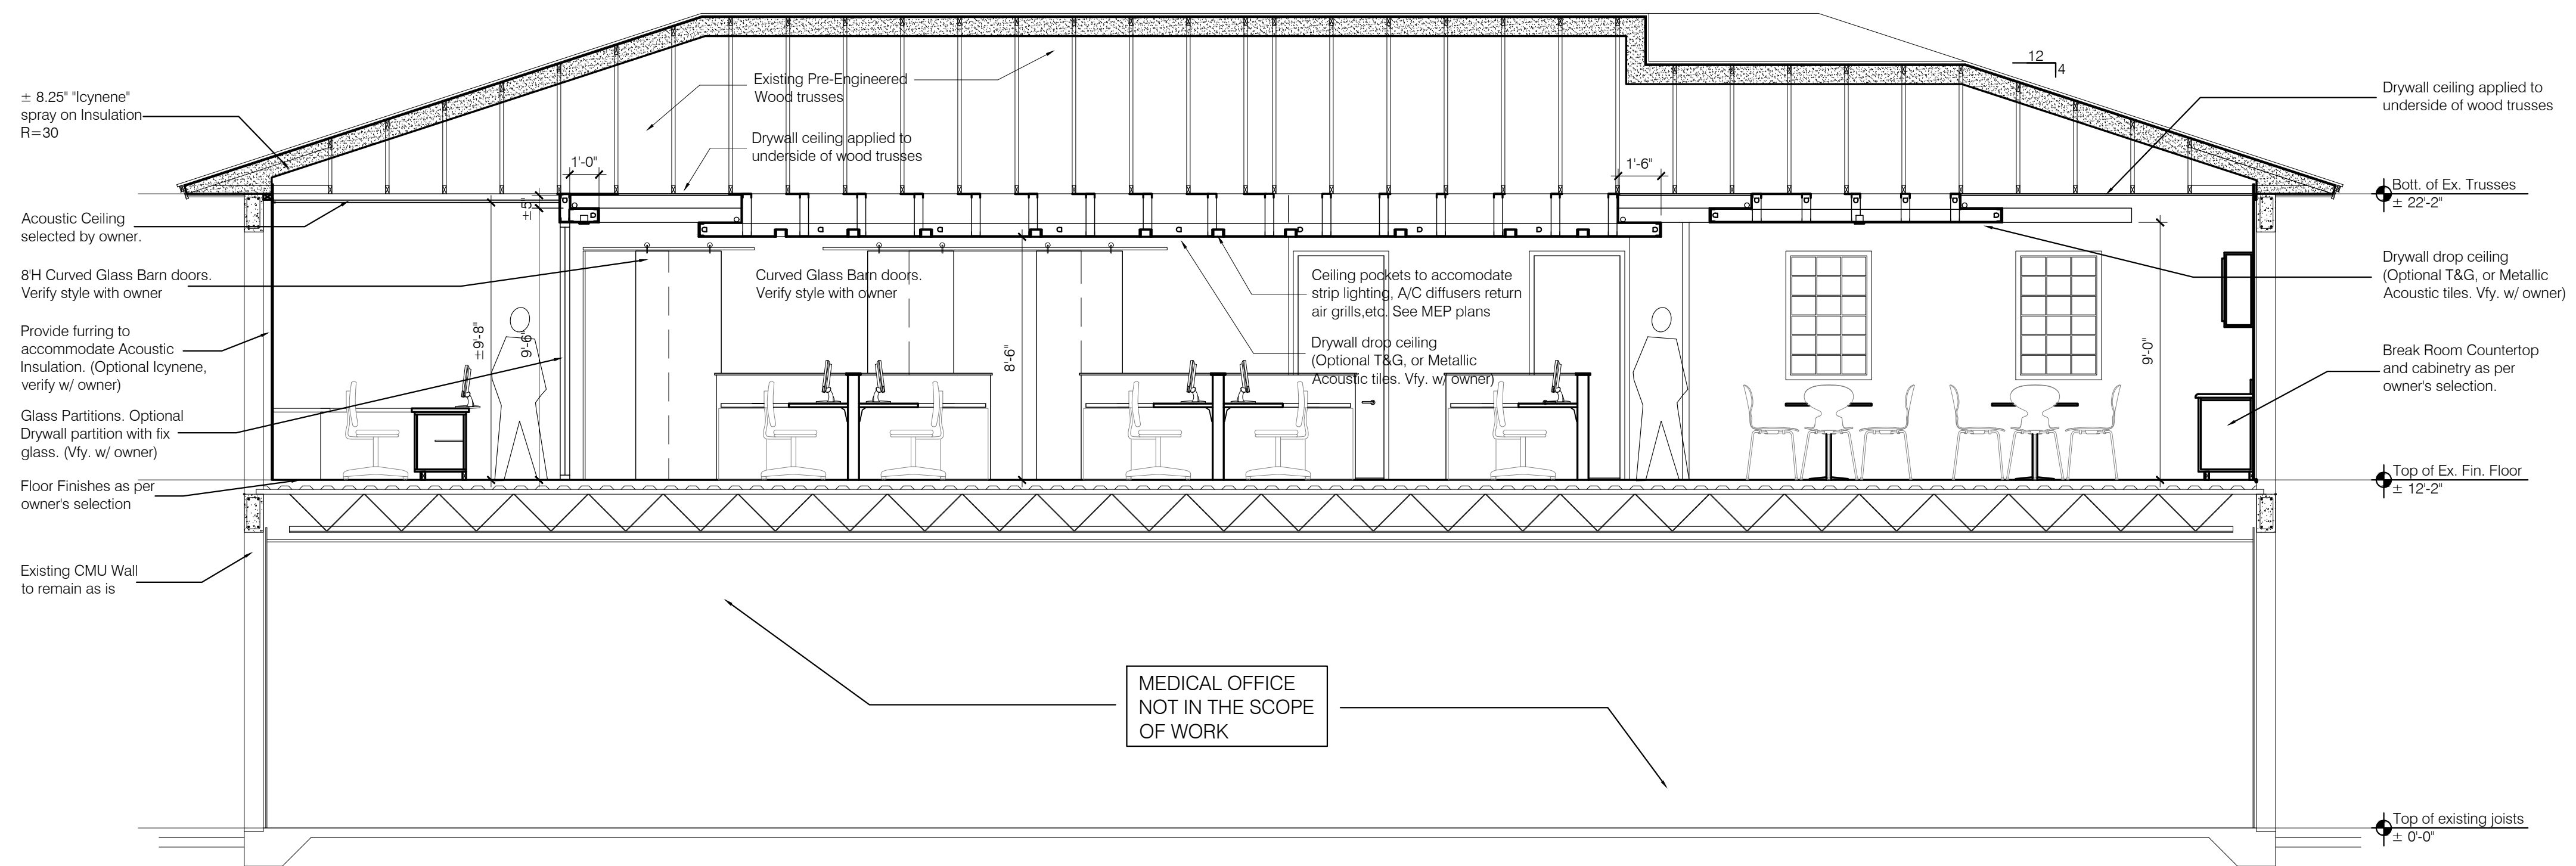 ± 8.25" "Icynene"
spray on Insulation
R=30
Acoustic Ceiling
selected by owner.
8'H Curved Glass Barn doors.
Verify style with owner
Provide furring to
accommodate Acoustic
Insulation. (Optional Icynene,
verify w/ owner)
Glass Partitions. Optional
Drywall partition with fix
glass. (Vfy. w/ owner)
Floor Finishes as per
owner's selection
Existing CMU Wall
to remain as is
Existing Pre-Engineered
Wood trusses
Drywall ceiling applied to
underside of wood trusses
1'-0"
±5"
±9'-8"
9'-6"
Curved Glass Barn doors.
Verify style with owner
8'-6"
Ceiling pockets to accomodate
strip lighting, A/C diffusers return
air grills,etc. See MEP plans
Drywall drop ceiling
(Optional T&G, or Metallic
Acoustic tiles. Vfy. w/ owner)
1'-6"
9'-0"
MEDICAL OFFICE
NOT IN THE SCOPE
OF WORK
12
4
Drywall ceiling applied to
underside of wood trusses
Bott. of Ex. Trusses
± 22'-2"
Drywall drop ceiling
(Optional T&G, or Metallic
Acoustic tiles. Vfy. w/ owner)
Break Room Countertop
and cabinetry as per
owner's selection.
Top of Ex. Fin. Floor
± 12'-2"
Top of existing joists
± 0'-0"